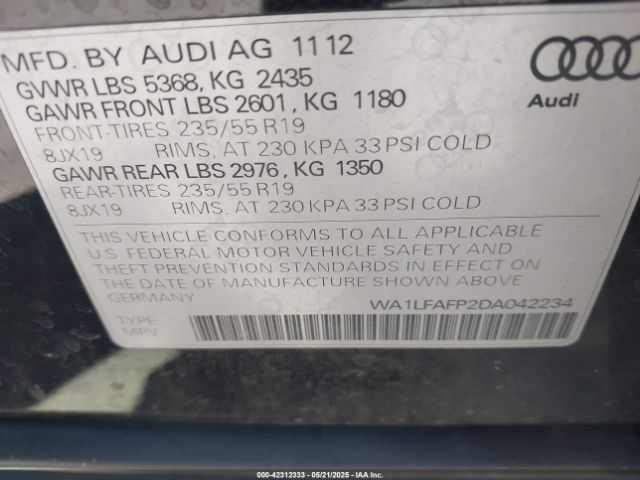 MFD. BY AUDI AG 11 12
GVWR LBS 5368, KG 2435
GAWR FRONT LBS 2601, KG 1180
FRONT-TIRES 235/55 R19
8JX19 RIMS, AT 230 KPA 33 PSI COLD
GAWR REAR LBS 2976, KG 1350
REAR-TIRES 235/55 R19
8JX19 RIMS, AT 230 KPA 33 PSI COLD
Audi
THIS VEHICLE CONFORMS TO ALL APPLICABLE
U.S. FEDERAL MOTOR VEHICLE SAFETY AND
THEFT PREVENTION STANDARDS IN EFFECT ON
THE DATE OF MANUFACTURE SHOWN ABOVE.
GERMANY WA1LFAFP2DA042234
TYPE:
MPV
000-42312333 - 05/21/2025 - IAAI, Inc.